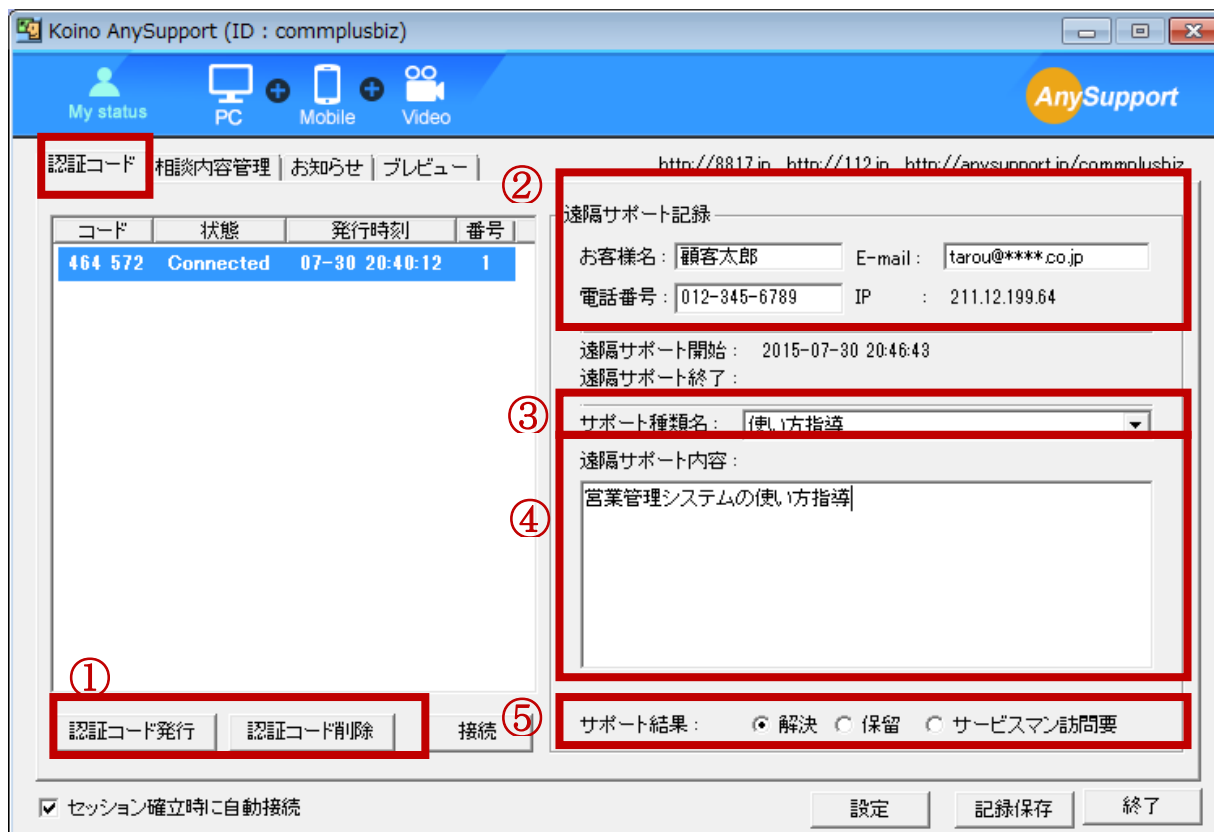 Koino AnySupport (ID : commplusbiz)
My status
PC
Mobile
Video
AnySupport
認証コード 相談内容管理 お知らせ プレビュー
http://8817.jp http://112.jp http://anysupport.jp/commplusbiz
②
遠隔サポート記録
コード 状態 発行時刻 番号
464 572 Connected 07-30 20:40:12 1
お客様名 : 顧客太郎 E-mail : tarou@****.co.jp
電話番号 : 012-345-6789 IP : 211.12.199.64
遠隔サポート開始 : 2015-07-30 20:46:43
遠隔サポート終了 :
③
サポート種類名 : 使い方指導
遠隔サポート内容 :
④
営業管理システムの使い方指導
①
認証コード発行 認証コード削除 接続
⑤
サポート結果 : 解決 保留 サービスマン訪問要
セッション確立時に自動接続
設定 記録保存 終了